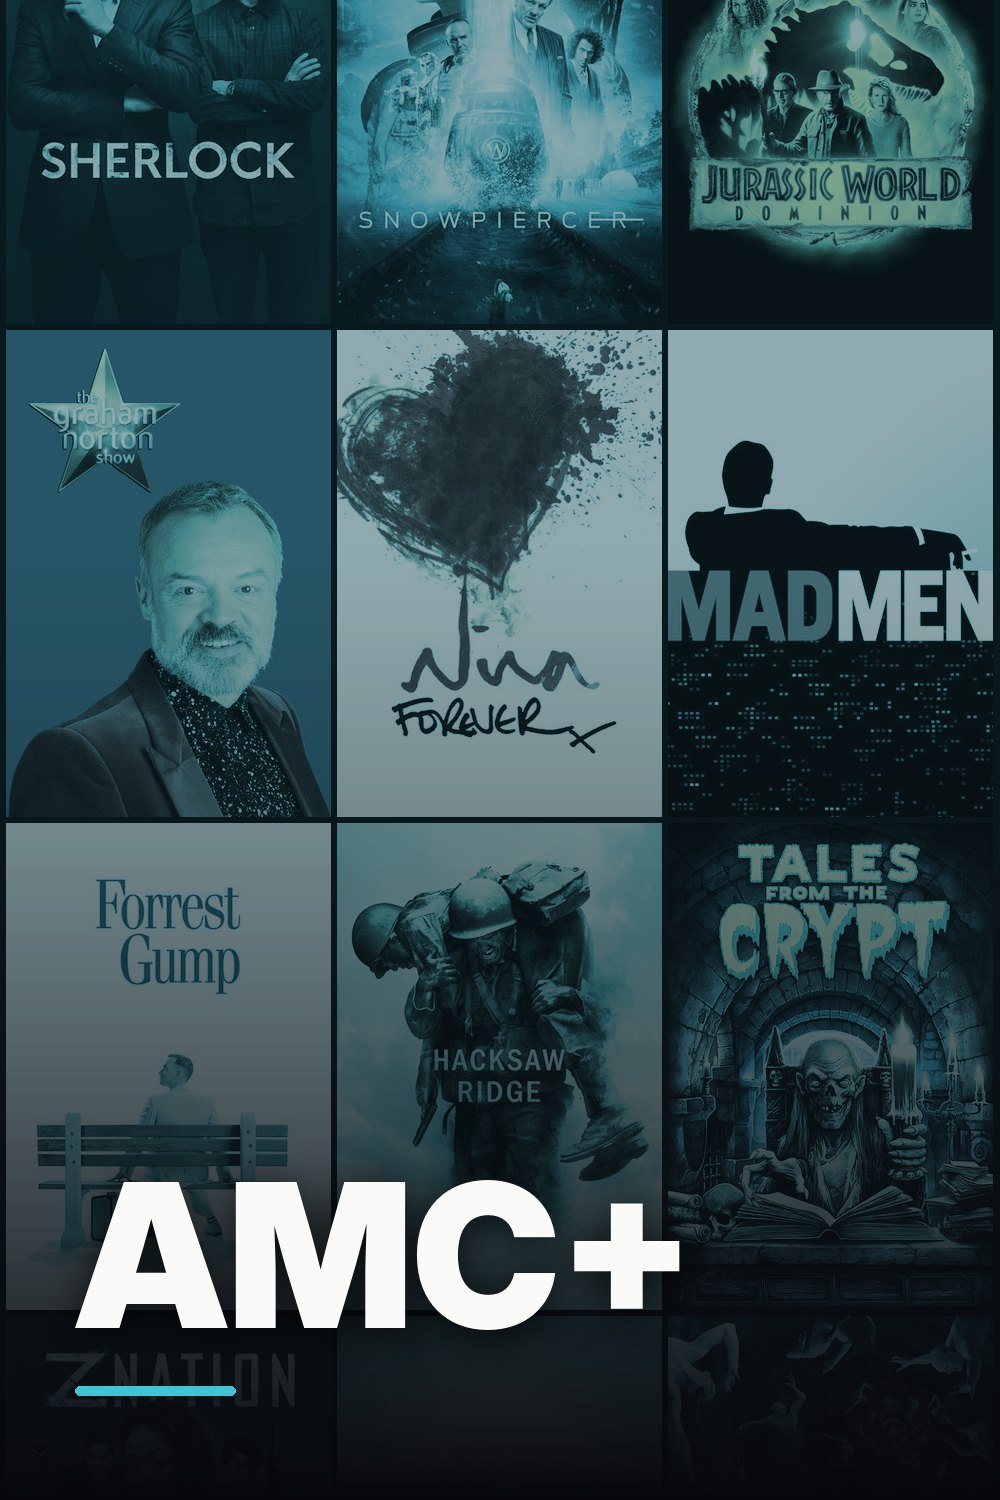 SHERLOCK
SNOWPIERCER
JURASSIC WORLD
DOMINION
the
graham
norton
show
Nina
FOREVER
MADMEN
Forrest
Gump
HACKSAW
RIDGE
TALES
FROM THE
CRYPT
AMC+
Z NATION